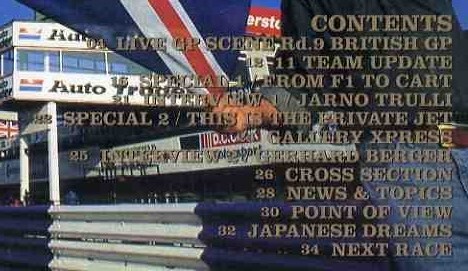 CONTENTS
04 LIVE GP SCENE Rd.9 BRITISH GP
12 11 TEAM UPDATE
16 SPECIAL 1 / FROM F1 TO CART
21 INTERVIEW 1 / JARNO TRULLI
22 SPECIAL 2 / THIS IS THE PRIVATE JET
GALLERY XPRESS
25 INTERVIEW 2 / GERHARD BERGER
26 CROSS SECTION
28 NEWS & TOPICS
30 POINT OF VIEW
32 JAPANESE DREAMS
34 NEXT RACE
Auto
Auto Trader